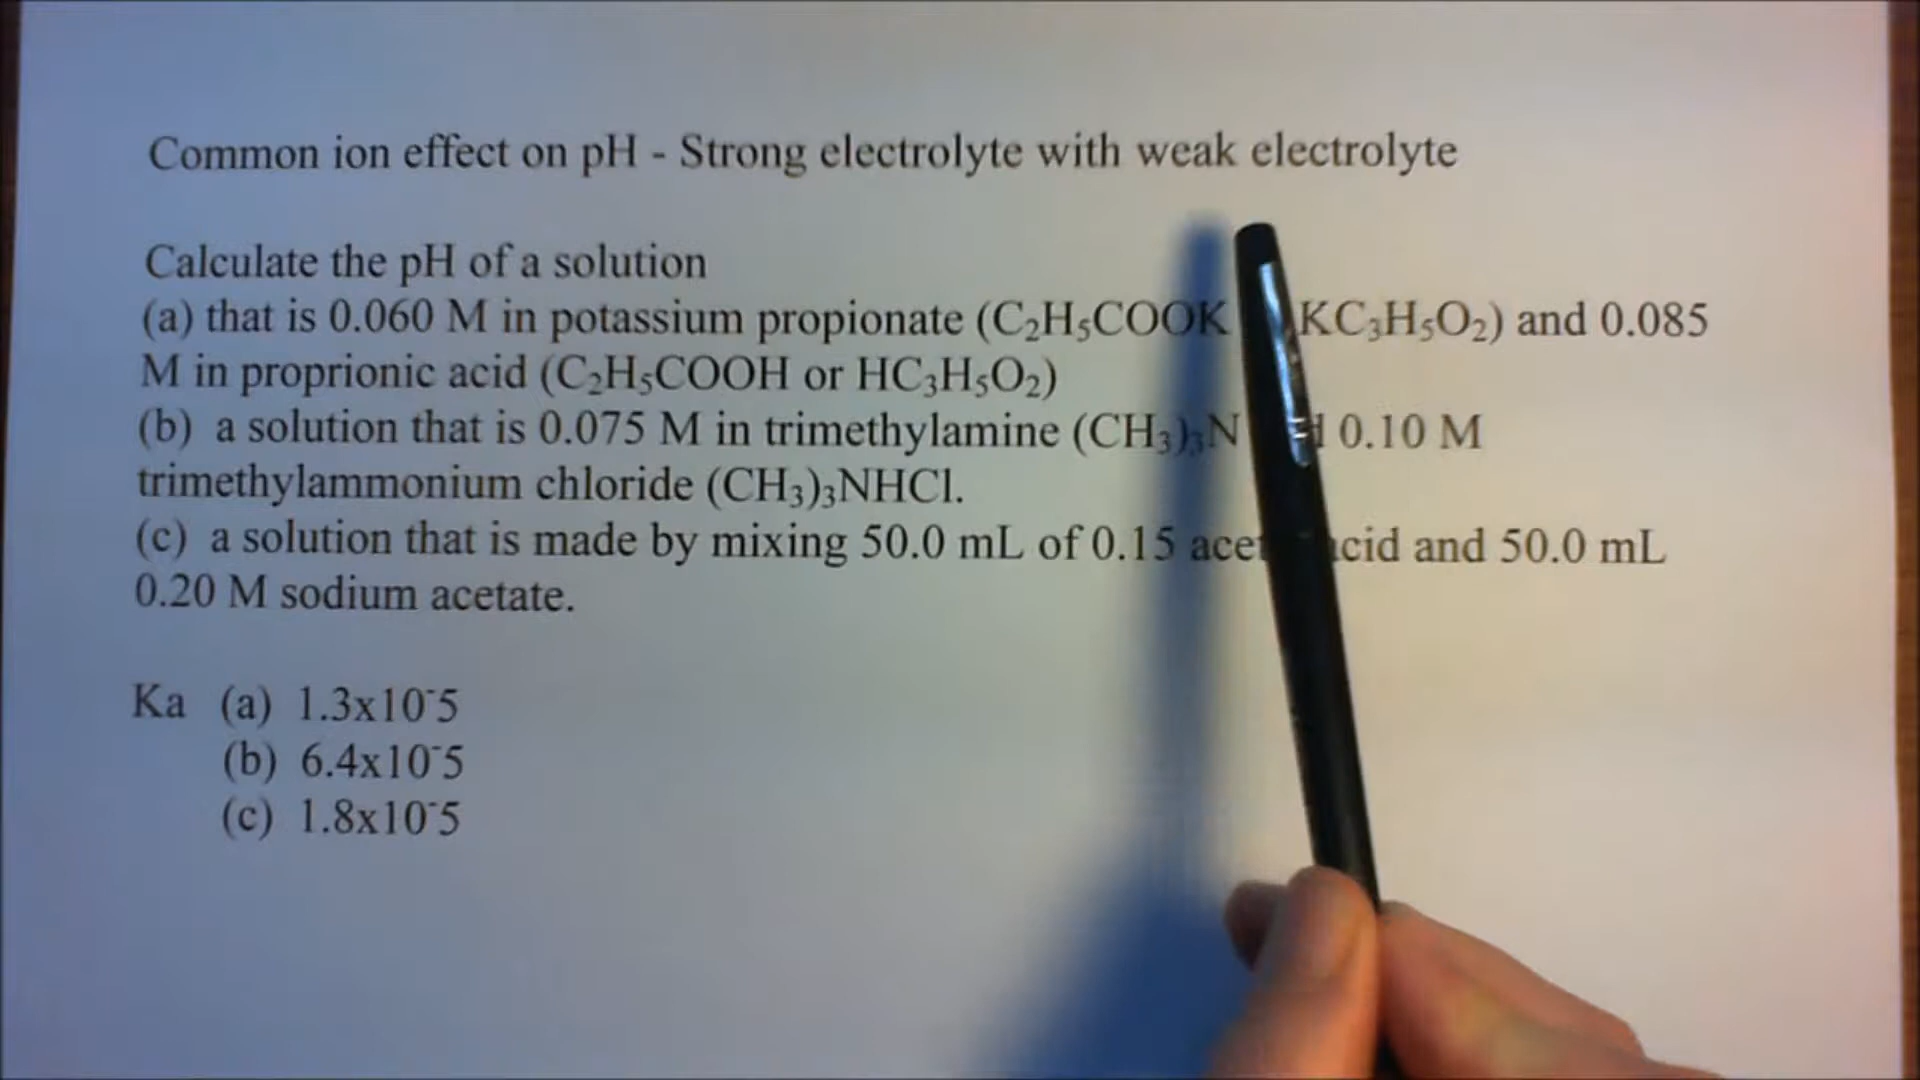 Common ion effect on pH - Strong electrolyte with weak electrolyte
Calculate the pH of a solution
(a) that is 0.060 M in potassium propionate (C₂H₅COOK KC₃H₅O₂) and 0.085
M in proprionic acid (C₂H₅COOH or HC₃H₅O₂)
(b) a solution that is 0.075 M in trimethylamine (CH₃)₃N 0.10 M
trimethylammonium chloride (CH₃)₃NHCl.
(c) a solution that is made by mixing 50.0 mL of 0.15 and 50.0 mL
0.20 M sodium acetate.
Ka (a) 1.3x10⁻5
(b) 6.4x10⁻5
(c) 1.8x10⁻5